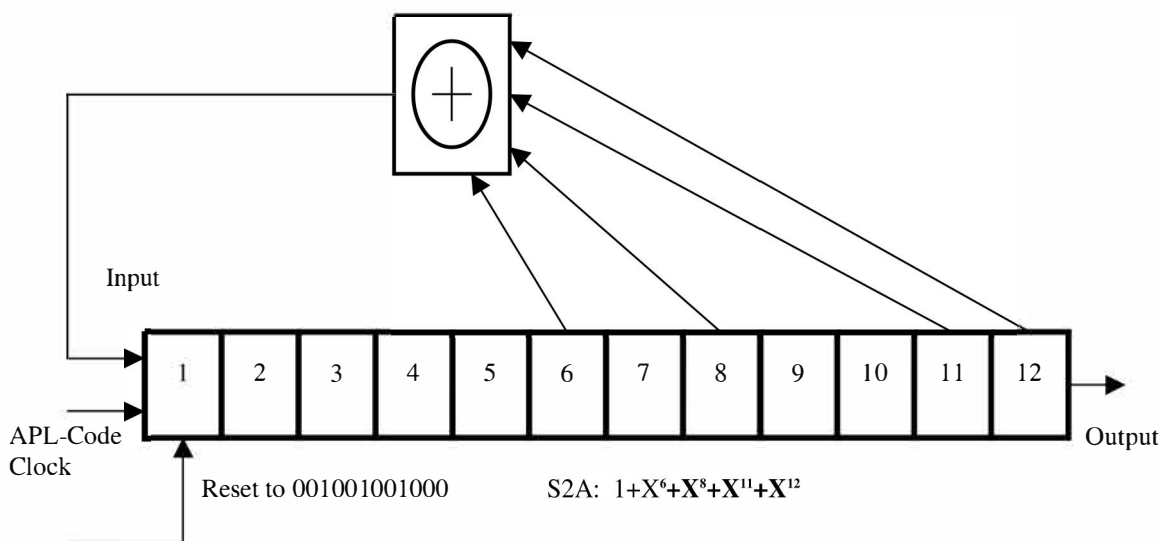 Input
1 2 3 4 5 6 7 8 9 10 11 12
APL-Code
Clock
Output
Reset to 001001001000
S2A: 1+X⁶+X⁸+X¹¹+X¹²